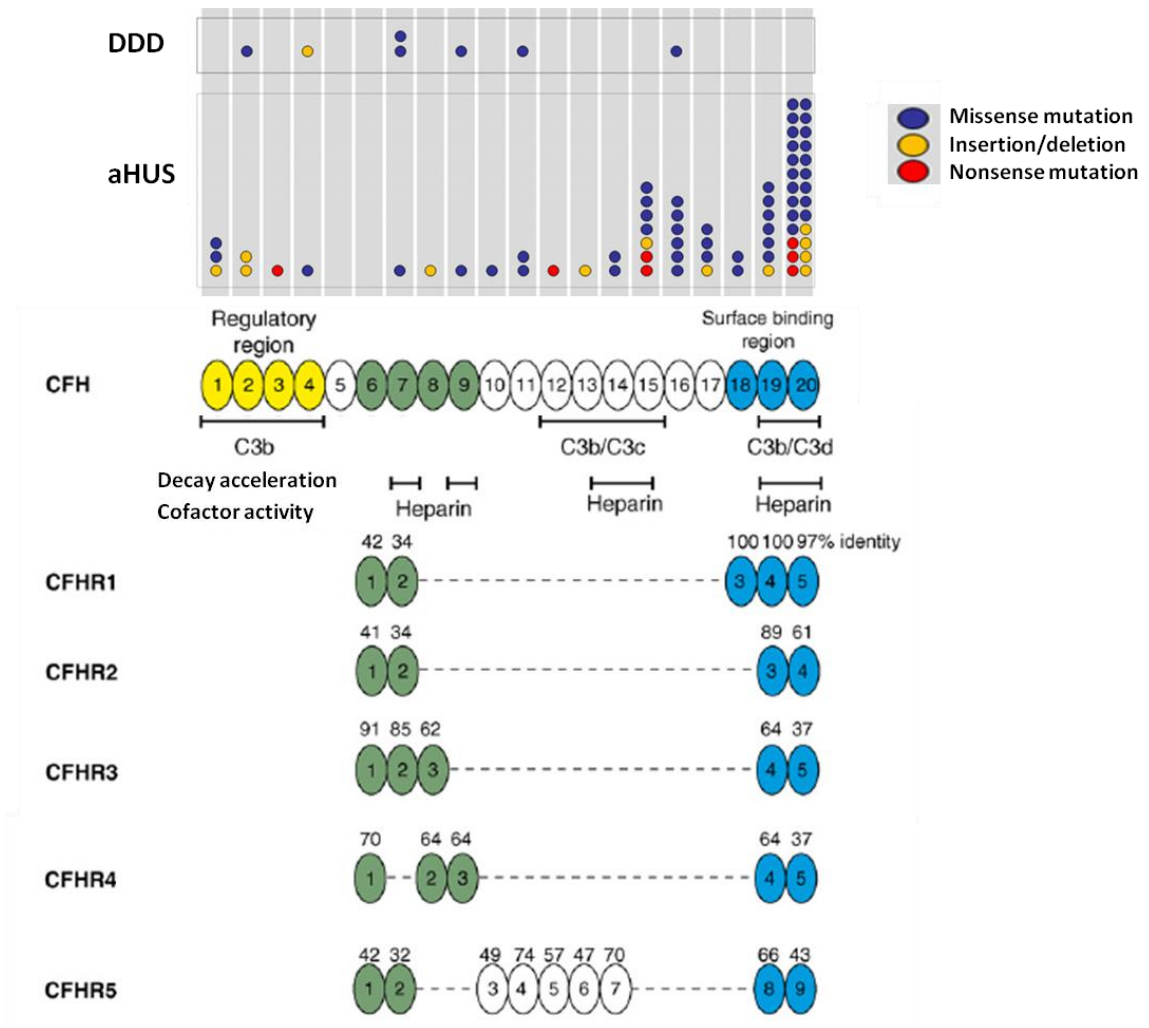 DDD
aHUS
Missense mutation
Insertion/deletion
Nonsense mutation
Regulatory
region
Surface binding
region
CFH
1 2 3 4 5 6 7 8 9 10 11 12 13 14 15 16 17 18 19 20
C3b
C3b/C3c
C3b/C3d
Decay acceleration
Cofactor activity
Heparin
Heparin
Heparin
42 34
100 100 97% identity
CFHR1
1 2 3 4 5
41 34 89 61
CFHR2
1 2 3 4
91 85 62 64 37
CFHR3
1 2 3 4 5
70 64 64 64 37
CFHR4
1 2 3 4 5
42 32 49 74 57 47 70 66 43
CFHR5
1 2 3 4 5 6 7 8 9